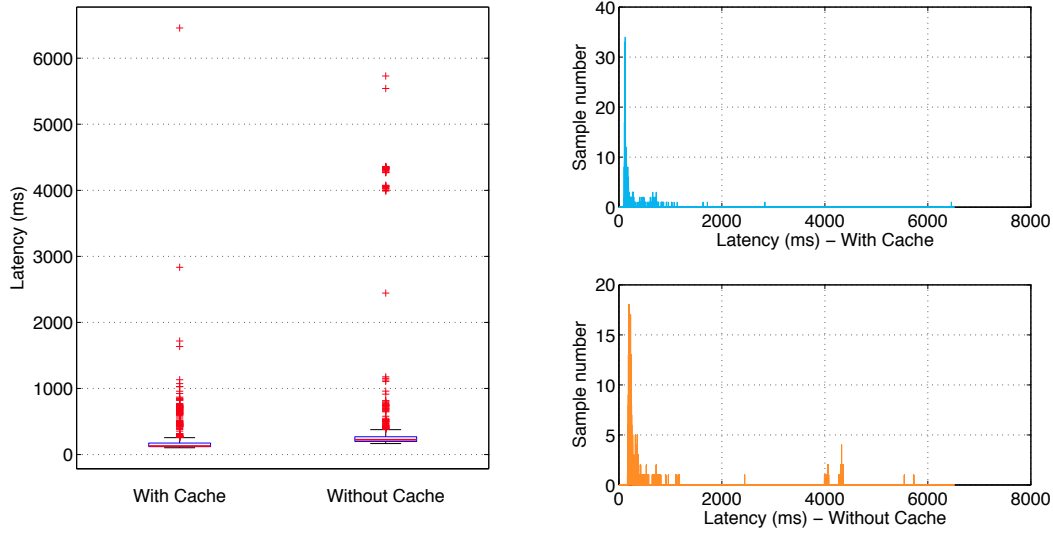 6000
5000
4000
3000
2000
1000
0
Latency (ms)
With Cache
Without Cache
40
30
20
10
0
Sample number
0 2000 4000 6000 8000
Latency (ms) − With Cache
20
15
10
5
0
Sample number
0 2000 4000 6000 8000
Latency (ms) − Without Cache